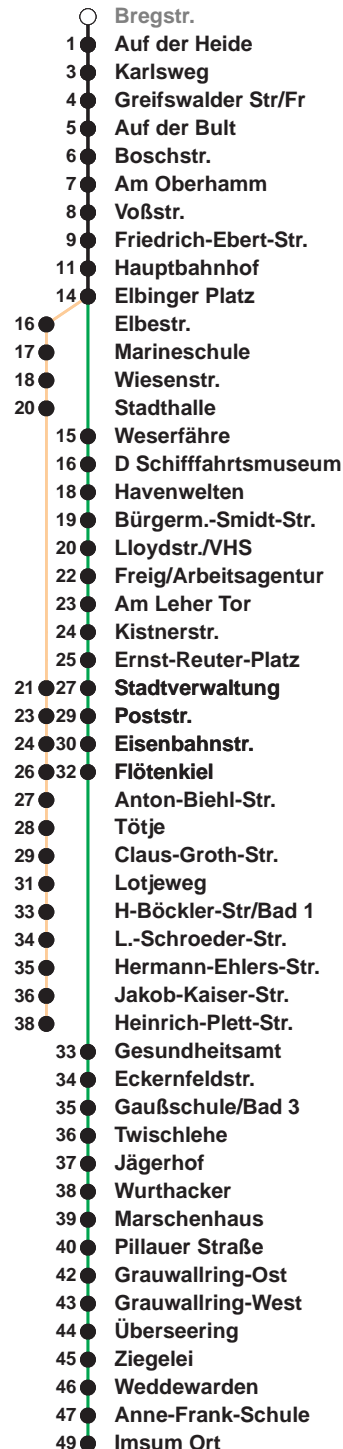 Bregstr.
1 Auf der Heide
3 Karlsweg
4 Greifswalder Str/Fr
5 Auf der Bult
6 Boschstr.
7 Am Oberhamm
8 Voßstr.
9 Friedrich-Ebert-Str.
11 Hauptbahnhof
14 Elbinger Platz
16 Elbestr.
17 Marineschule
18 Wiesenstr.
20 Stadthalle
15 Weserfähre
16 D Schifffahrtsmuseum
18 Havenwelten
19 Bürgerm.-Smidt-Str.
20 Lloydstr./VHS
22 Freig/Arbeitsagentur
23 Am Leher Tor
24 Kistnerstr.
25 Ernst-Reuter-Platz
21 27 Stadtverwaltung
23 29 Poststr.
24 30 Eisenbahnstr.
26 32 Flötenkiel
27 Anton-Biehl-Str.
28 Tötje
29 Claus-Groth-Str.
31 Lotjeweg
33 H-Böckler-Str/Bad 1
34 L.-Schroeder-Str.
35 Hermann-Ehlers-Str.
36 Jakob-Kaiser-Str.
38 Heinrich-Plett-Str.
33 Gesundheitsamt
34 Eckernfeldstr.
35 Gaußschule/Bad 3
36 Twischlehe
37 Jägerhof
38 Wurthacker
39 Marschenhaus
40 Pillauer Straße
42 Grauwallring-Ost
43 Grauwallring-West
44 Überseering
45 Ziegelei
46 Weddewarden
47 Anne-Frank-Schule
49 Imsum Ort